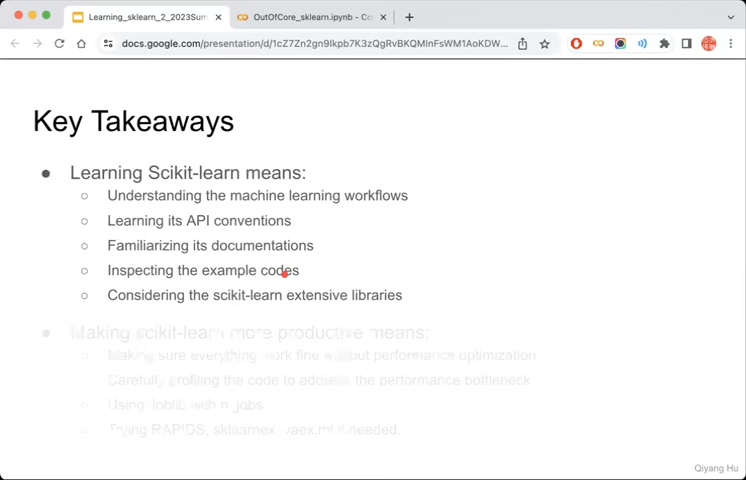 Learning_sklearn_2_2023Sum
OutOfCore_sklearn.ipynb - Co
docs.google.com/presentation/d/1cZ7Zn2gn9Ikpb7K3zQgRvBKQMlnFsWM1AoKDW...
Key Takeaways
● Learning Scikit-learn means:
○ Understanding the machine learning workflows
○ Learning its API conventions
○ Familiarizing its documentations
○ Inspecting the example codes
○ Considering the scikit-learn extensive libraries
● Making scikit-learn more productive means:
○ Making sure everything work fine without performance optimization
○ Carefully profiling the code to address the performance bottleneck
○ Using Joblib with n_jobs
○ Trying RAPIDS, sklearnex, vaex.ml if needed.
Qiyang Hu